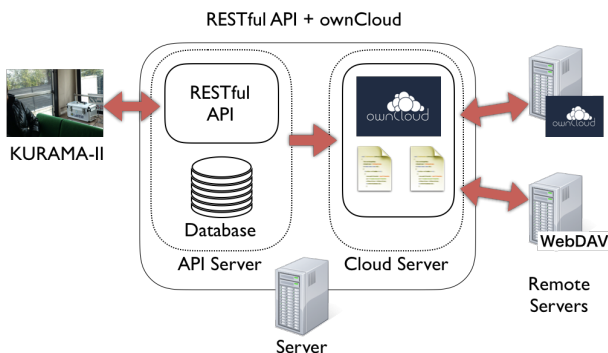 RESTful API + ownCloud
RESTful
API
ownCloud
KURAMA-II
ownCloud
Database
WebDAV
API Server
Cloud Server
Remote
Servers
Server